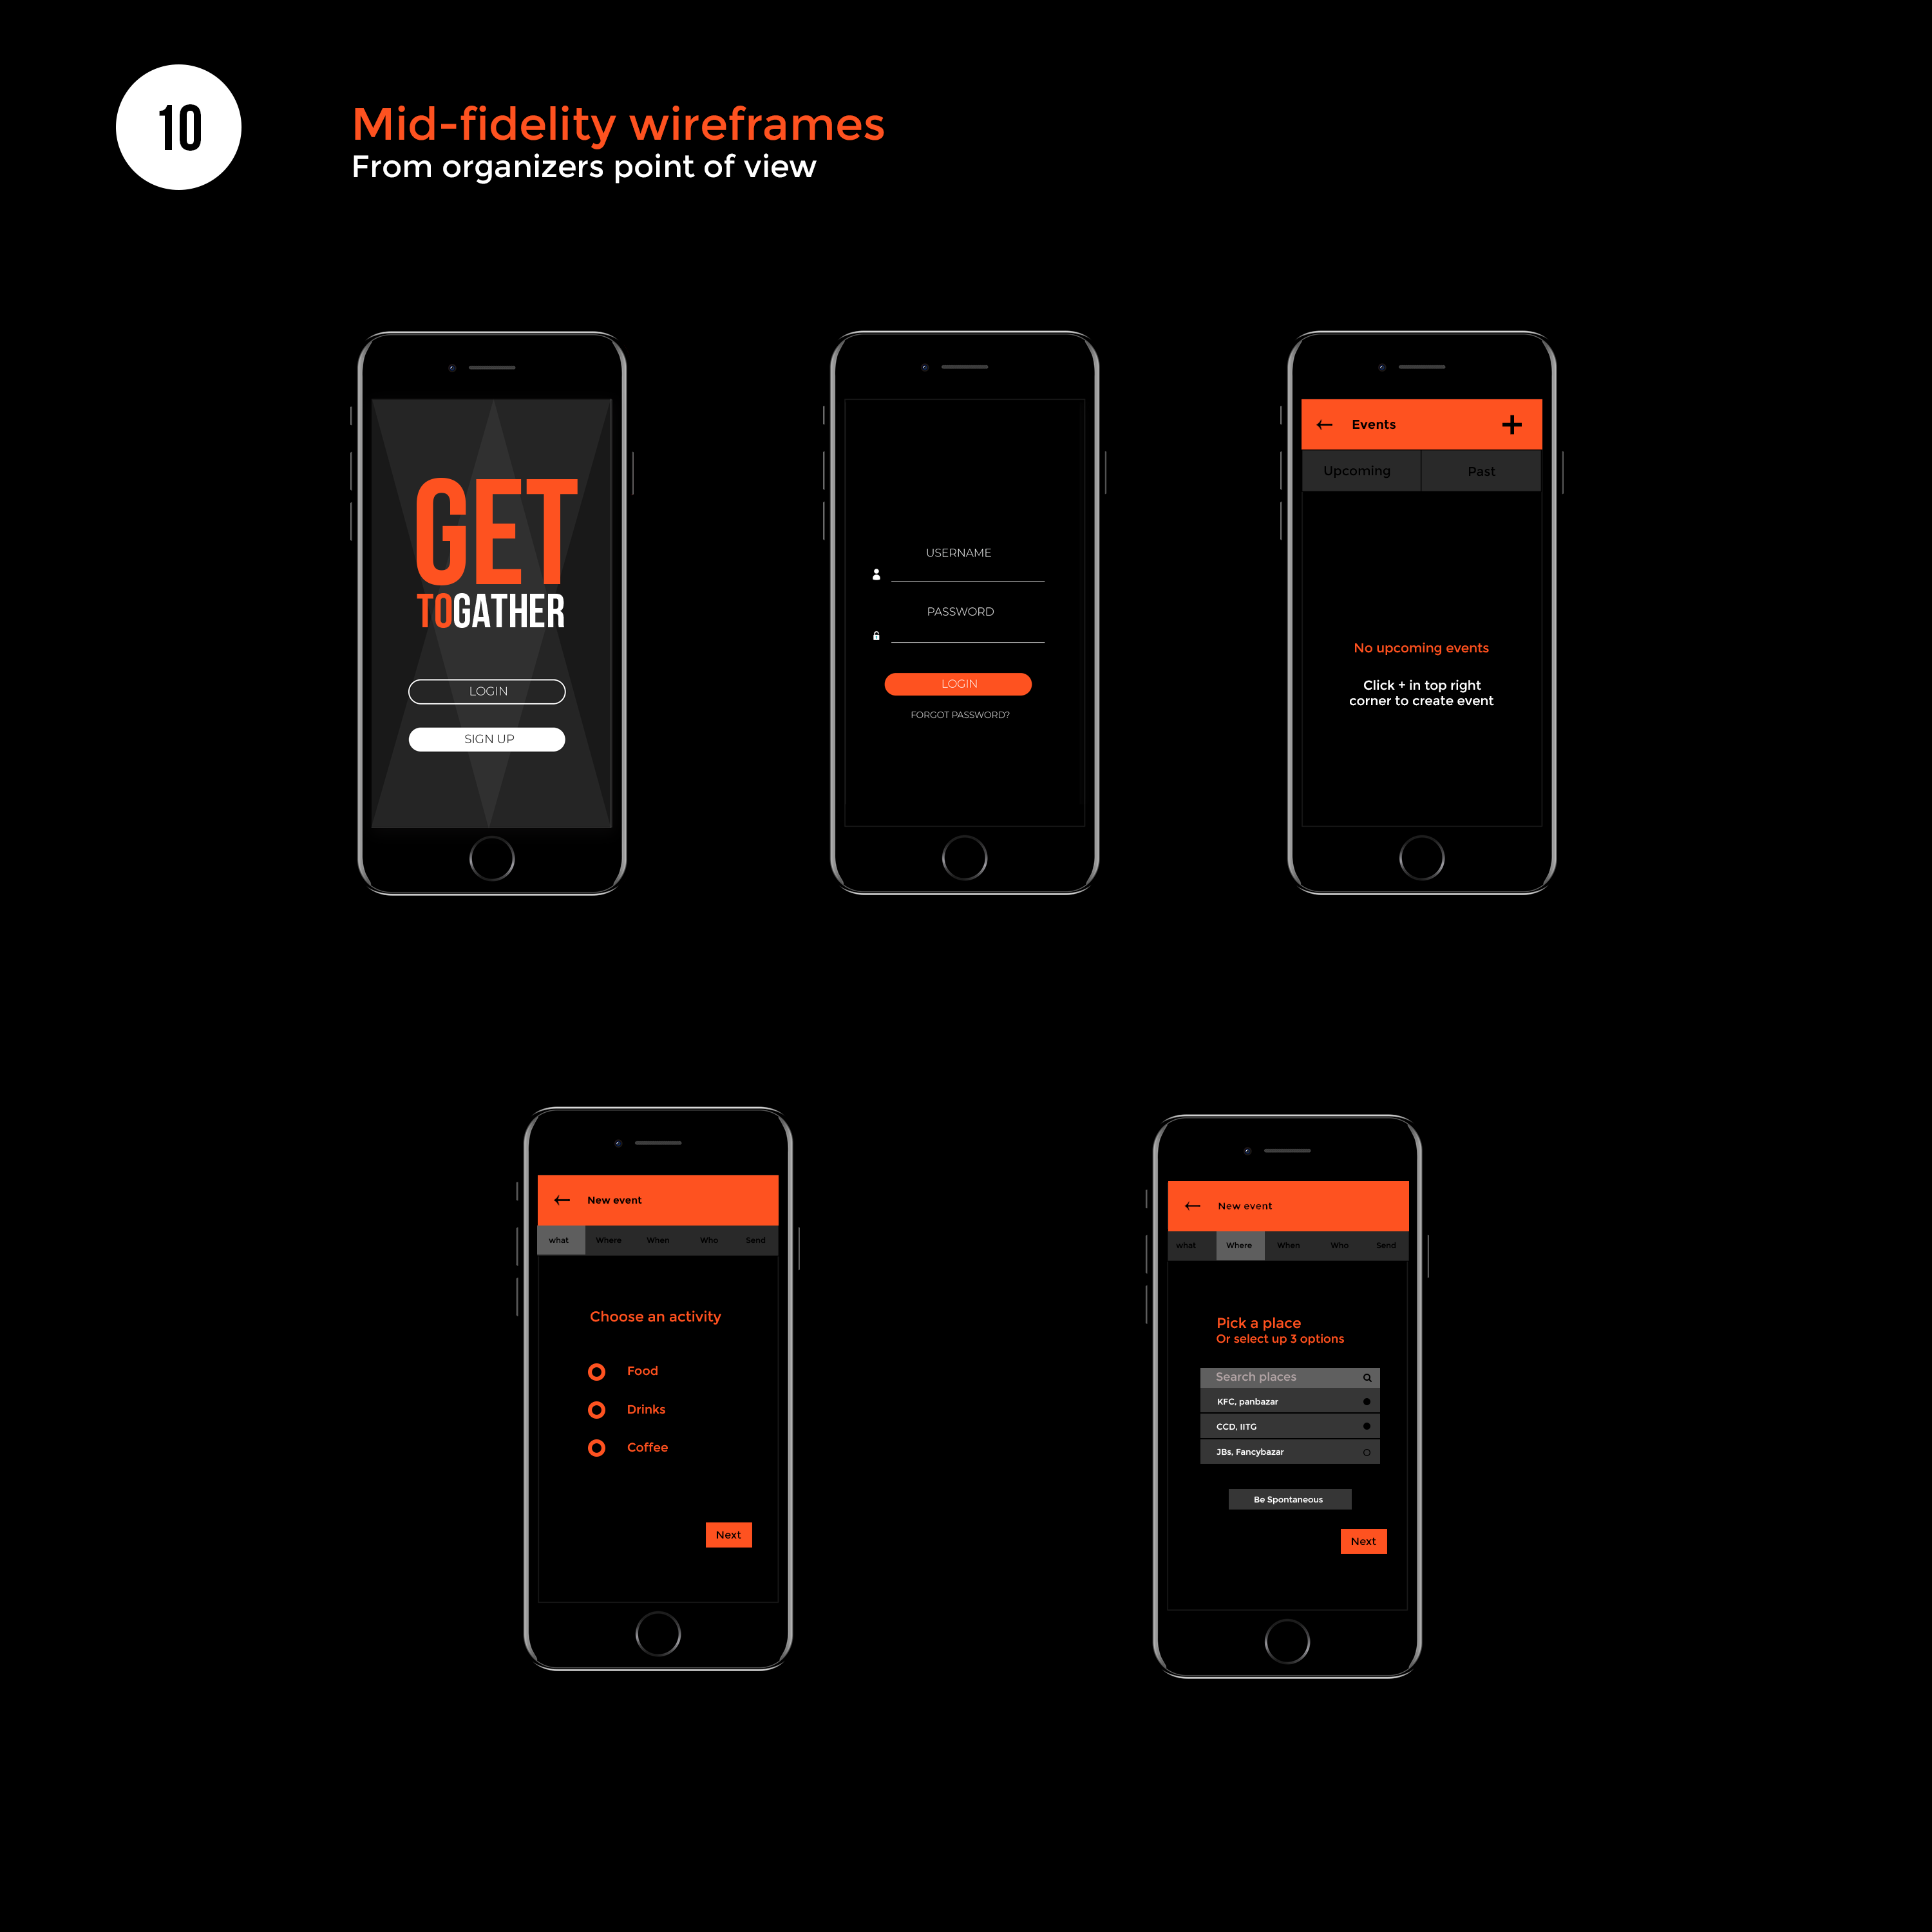 10
Mid-fidelity wireframes
From organizers point of view
GET
TOGATHER
LOGIN
SIGN UP
USERNAME
PASSWORD
LOGIN
FORGOT PASSWORD?
Events +
Upcoming Past
No upcoming events
Click + in top right
corner to create event
New event
what Where When Who Send
Choose an activity
Food
Drinks
Coffee
Next
New event
what Where When Who Send
Pick a place
Or select up 3 options
Search places
KFC, panbazar
CCD, IITG
JBs, Fancybazar
Be Spontaneous
Next